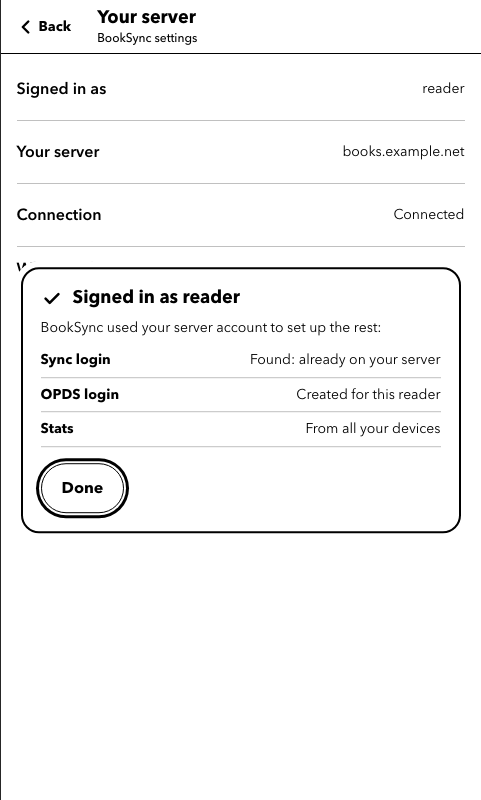 Back
Your server
BookSync settings
Signed in as reader
Your server books.example.net
Connection Connected
Signed in as reader
BookSync used your server account to set up the rest:
Sync login Found: already on your server
OPDS login Created for this reader
Stats From all your devices
Done